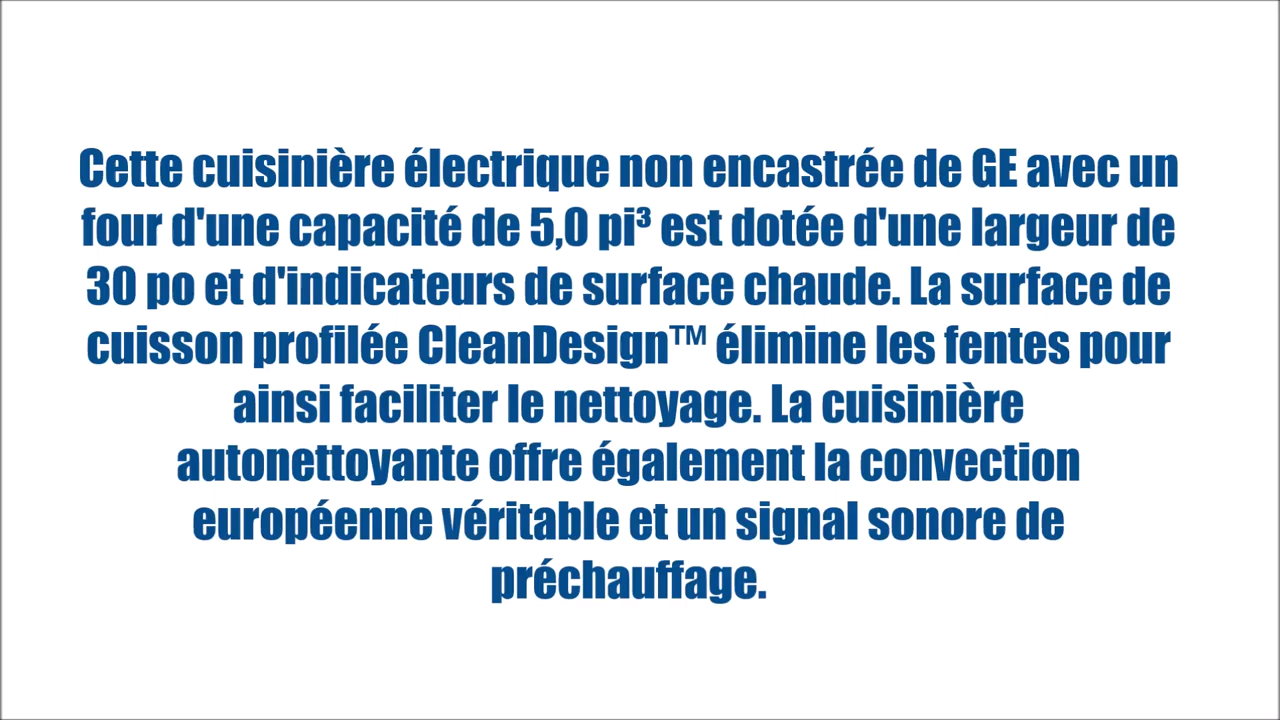 Cette cuisinière électrique non encastrée de GE avec un
four d'une capacité de 5,0 pi³ est dotée d'une largeur de
30 po et d'indicateurs de surface chaude. La surface de
cuisson profilée CleanDesign™ élimine les fentes pour
ainsi faciliter le nettoyage. La cuisinière
autonettoyante offre également la convection
européenne véritable et un signal sonore de
préchauffage.